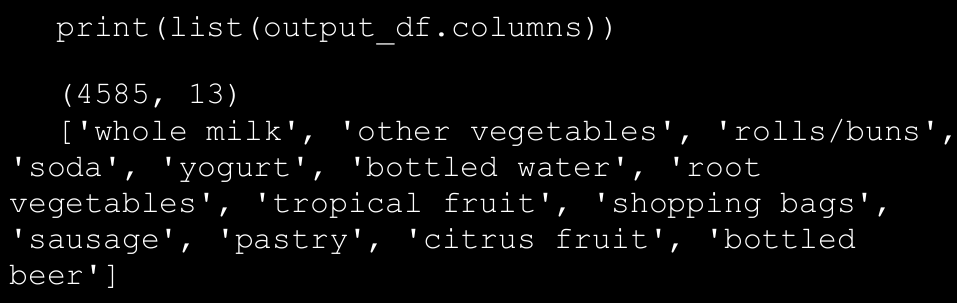 print(list(output_df.columns))
(4585, 13)
['whole milk', 'other vegetables', 'rolls/buns',
'soda', 'yogurt', 'bottled water', 'root
vegetables', 'tropical fruit', 'shopping bags',
'sausage', 'pastry', 'citrus fruit', 'bottled
beer']